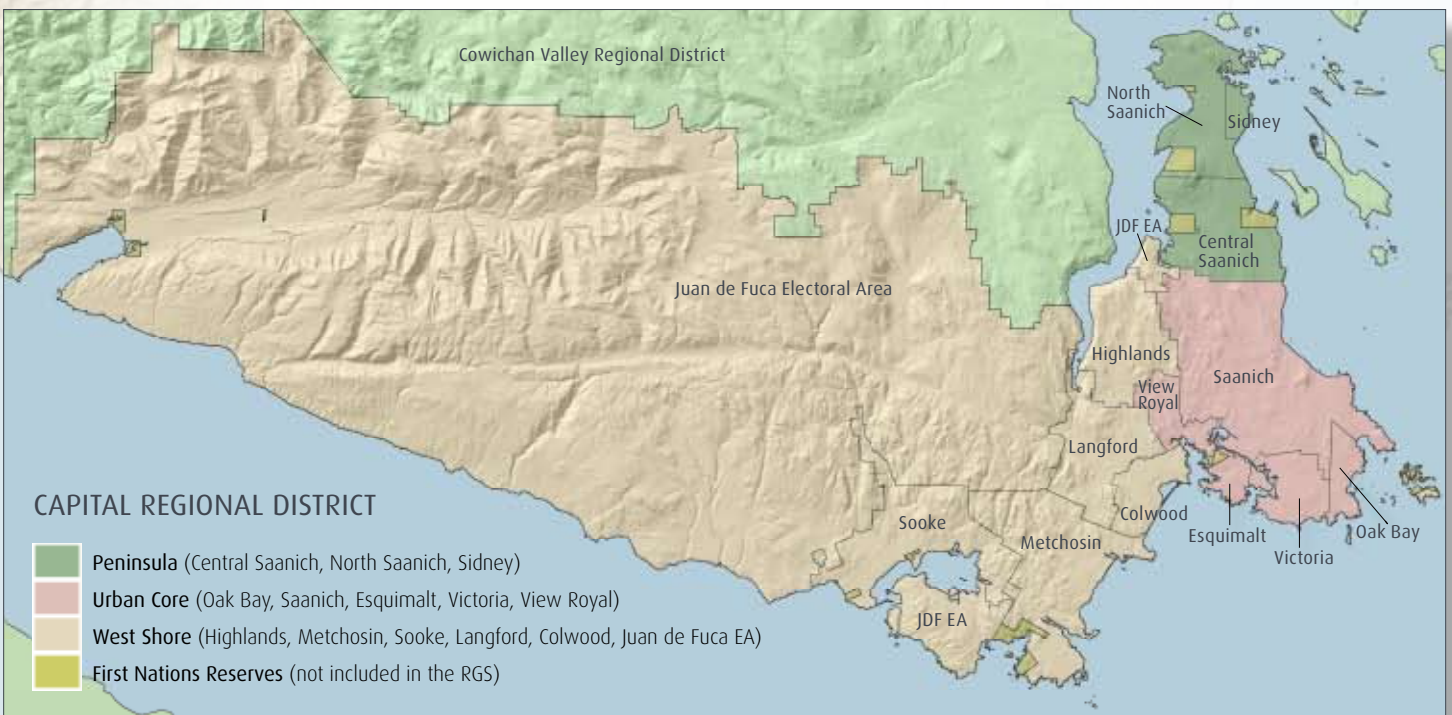 Cowichan Valley Regional District
North
Saanich
Sidney
JDF EA
Central
Saanich
Juan de Fuca Electoral Area
Highlands
Saanich
View
Royal
Langford
CAPITAL REGIONAL DISTRICT
Sooke
Colwood
Metchosin
Esquimalt
Oak Bay
Victoria
Peninsula (Central Saanich, North Saanich, Sidney)
Urban Core (Oak Bay, Saanich, Esquimalt, Victoria, View Royal)
JDF EA
West Shore (Highlands, Metchosin, Sooke, Langford, Colwood, Juan de Fuca EA)
First Nations Reserves (not included in the RGS)